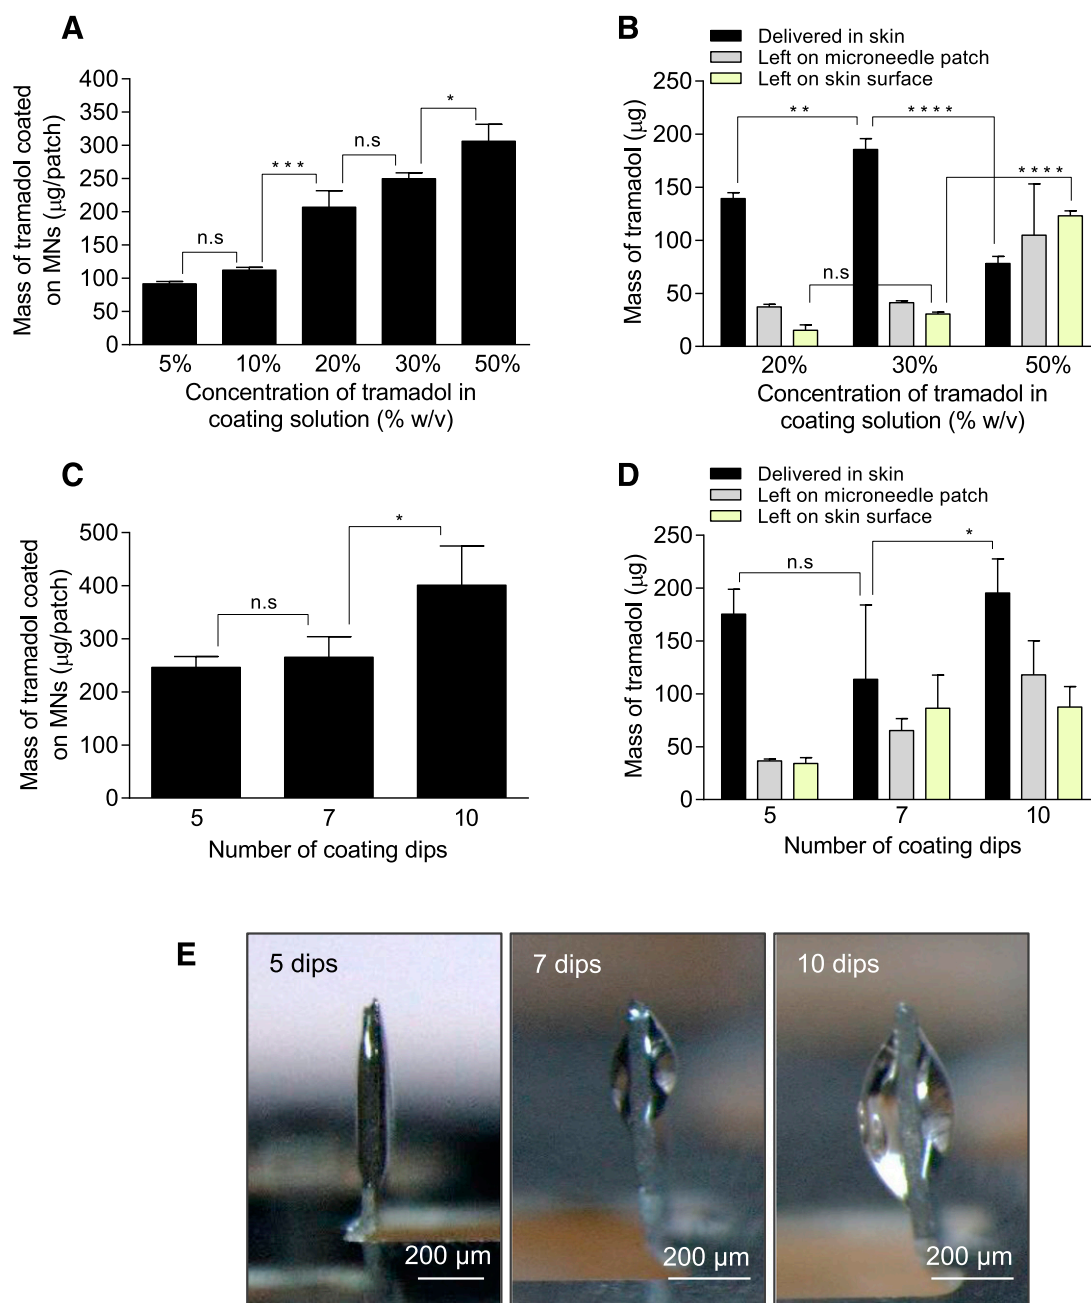 A
Mass of tramadol coated
on MNs (µg/patch)
400
350
300
250
200
150
100
50
0
n.s
* * *
n.s
*
5% 10% 20% 30% 50%
Concentration of tramadol in
coating solution (% w/v)
B
Delivered in skin
Left on microneedle patch
Left on skin surface
Mass of tramadol (µg)
250
200
150
100
50
0
* *
* * * *
* * * *
n.s
20% 30% 50%
Concentration of tramadol in
coating solution (% w/v)
C
Mass of tramadol coated
on MNs (µg/patch)
500
400
300
200
100
0
n.s
*
5 7 10
Number of coating dips
D
Delivered in skin
Left on microneedle patch
Left on skin surface
Mass of tramadol (µg)
250
200
150
100
50
0
n.s
*
5 7 10
Number of coating dips
E
5 dips
200 µm
7 dips
200 µm
10 dips
200 µm